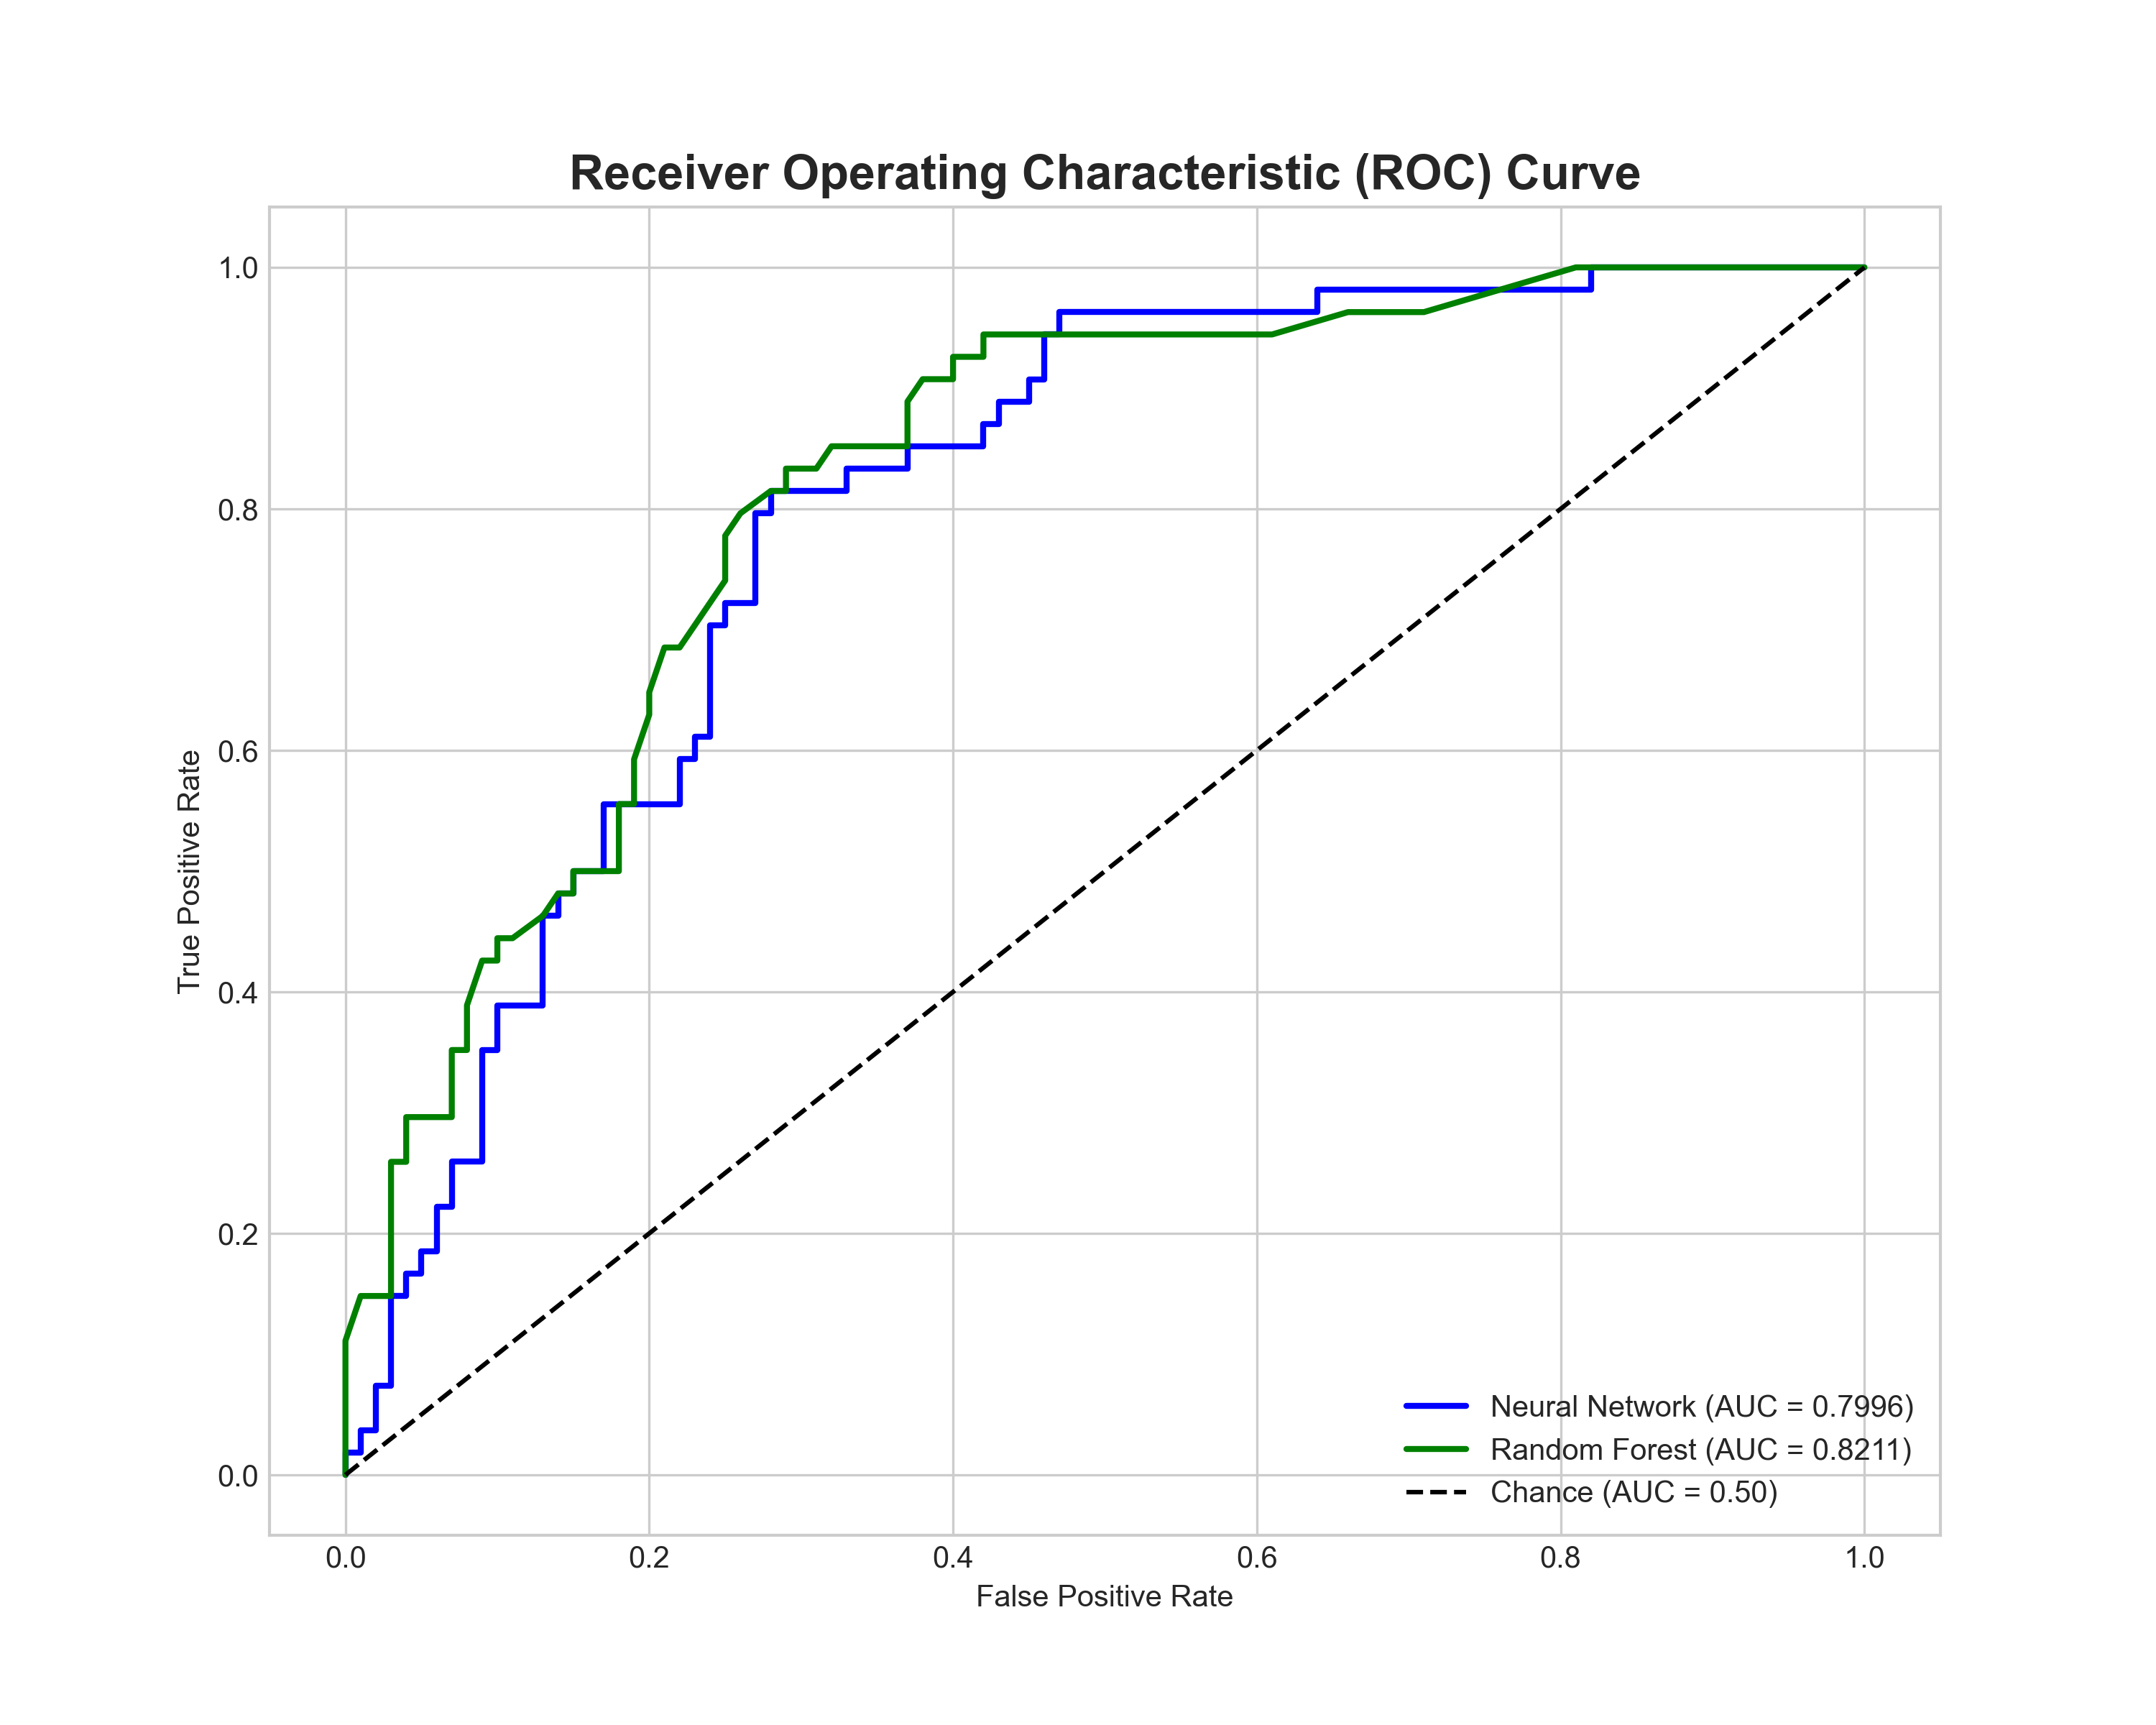 Receiver Operating Characteristic (ROC) Curve
True Positive Rate
1.0
0.8
0.6
0.4
0.2
0.0
Neural Network (AUC = 0.7996)
Random Forest (AUC = 0.8211)
Chance (AUC = 0.50)
0.0 0.2 0.4 0.6 0.8 1.0
False Positive Rate